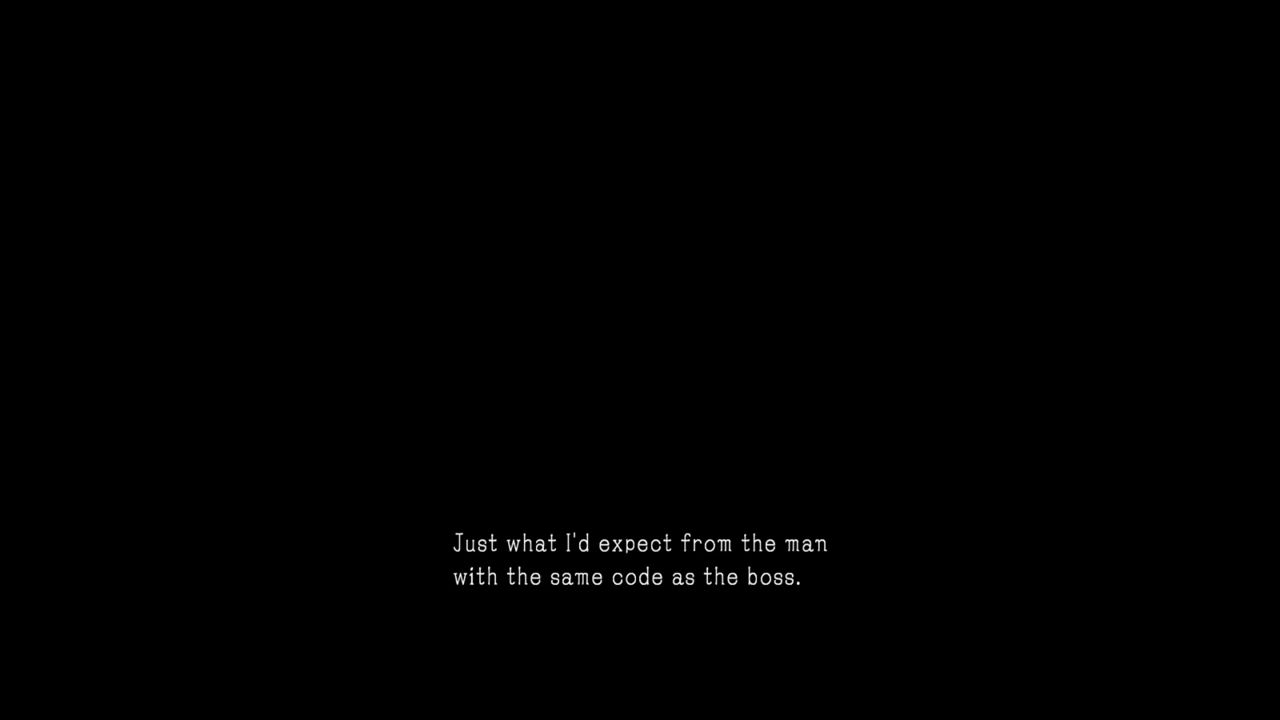 Just what I'd expect from the man
with the same code as the boss.